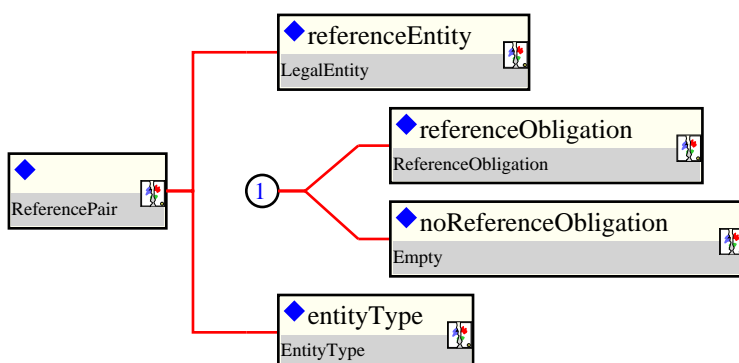 referenceEntity
LegalEntity
referenceObligation
ReferenceObligation
ReferencePair
1
noReferenceObligation
Empty
entityType
EntityType